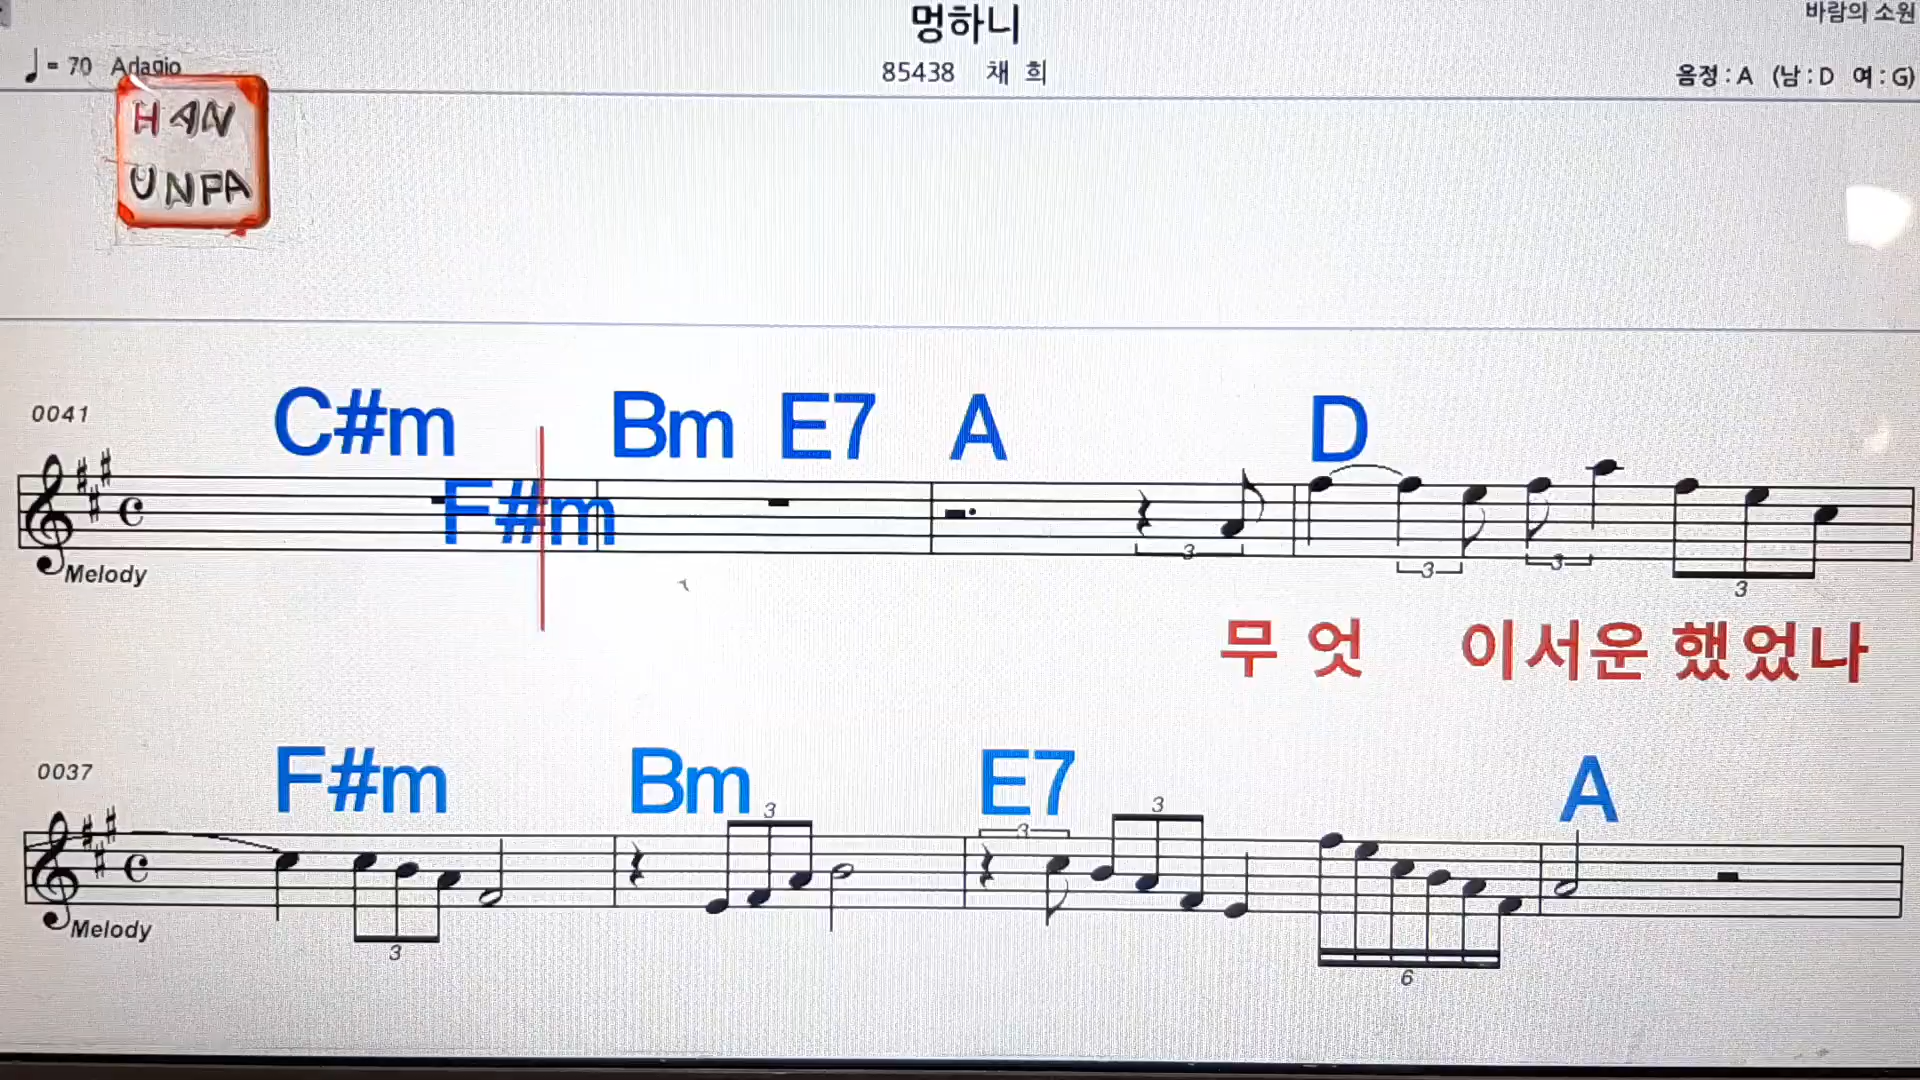 멍하니
바람의 소원
♩= 70 Adagio
85438 채 희
음정 : A (남 : D 여 : G)
HAN
UNPA
0041
C#m F#m Bm E7 A D
Melody
3 3 3 3
무 엇 이서운 했었나
0037
F#m Bm E7 A
3 3 3
Melody
3 6